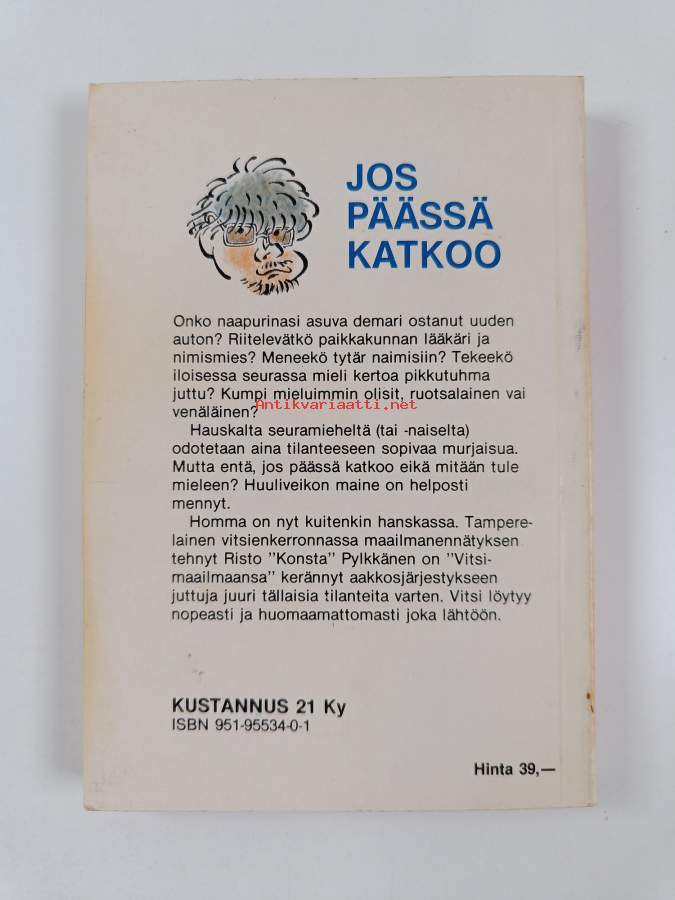 JOS
PÄÄSSÄ
KATKOO
Onko naapurinasi asuva demari ostanut uuden
auton? Riitelevätkö paikkakunnan lääkäri ja
nimismies? Meneekö tytär naimisiin? Tekeekö
iloisessa seurassa mieli kertoa pikkutuhma
juttu? Kumpi mieluimmin olisit, ruotsalainen vai
venäläinen?
Antikvariaatti.net
Hauskalta seuramieheltä (tai -naiselta)
odotetaan aina tilanteeseen sopivaa murjaisua.
Mutta entä, jos päässä katkoo eikä mitään tule
mieleen? Huuliveikon maine on helposti
mennyt.
Homma on nyt kuitenkin hanskassa. Tampere-
lainen vitsienkerronnassa maailmanennätyksen
tehnyt Risto "Konsta" Pylkkänen on "Vitsi-
maailmaansa" kerännyt aakkosjärjestykseen
juttuja juuri tällaisia tilanteita varten. Vitsi löytyy
nopeasti ja huomaamattomasti joka lähtöön.
KUSTANNUS 21 Ky
ISBN 951-95534-0-1
Hinta 39,—